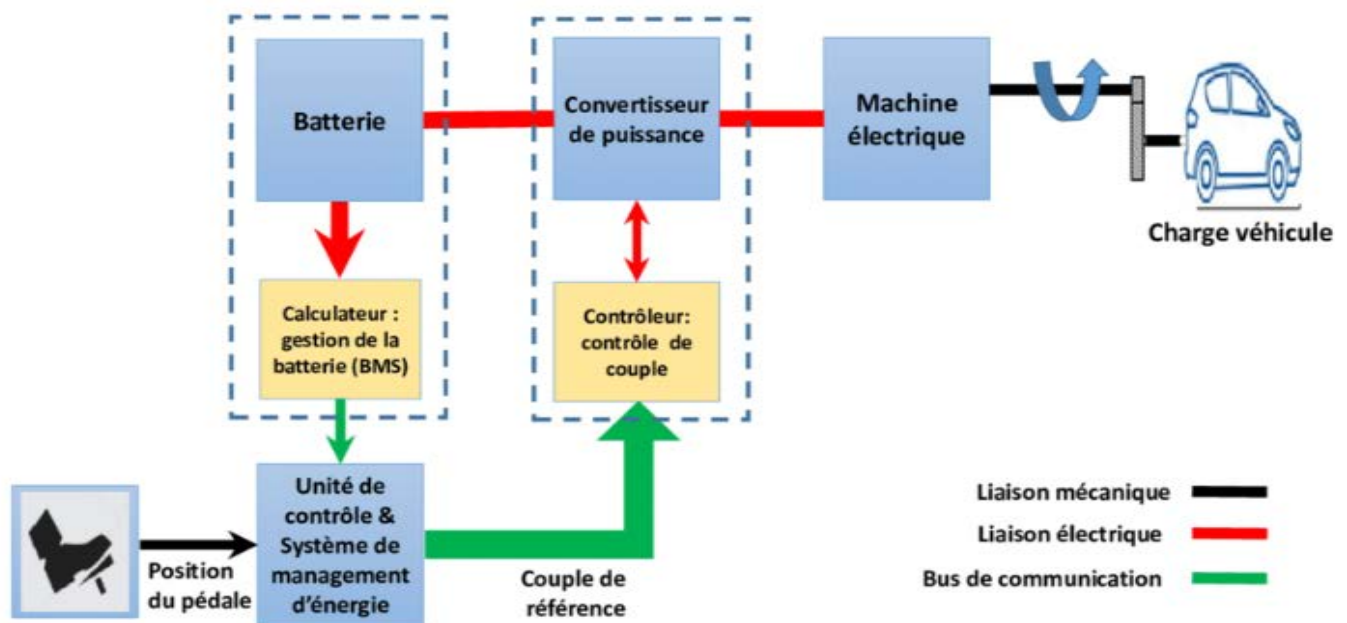 Batterie
Convertisseur
de puissance
Machine
électrique
Charge véhicule
Calculateur :
gestion de la
batterie (BMS)
Contrôleur:
contrôle de
couple
Unité de
contrôle &
Système de
management
d'énergie
Position
du pédale
Couple de
référence
Liaison mécanique
Liaison électrique
Bus de communication